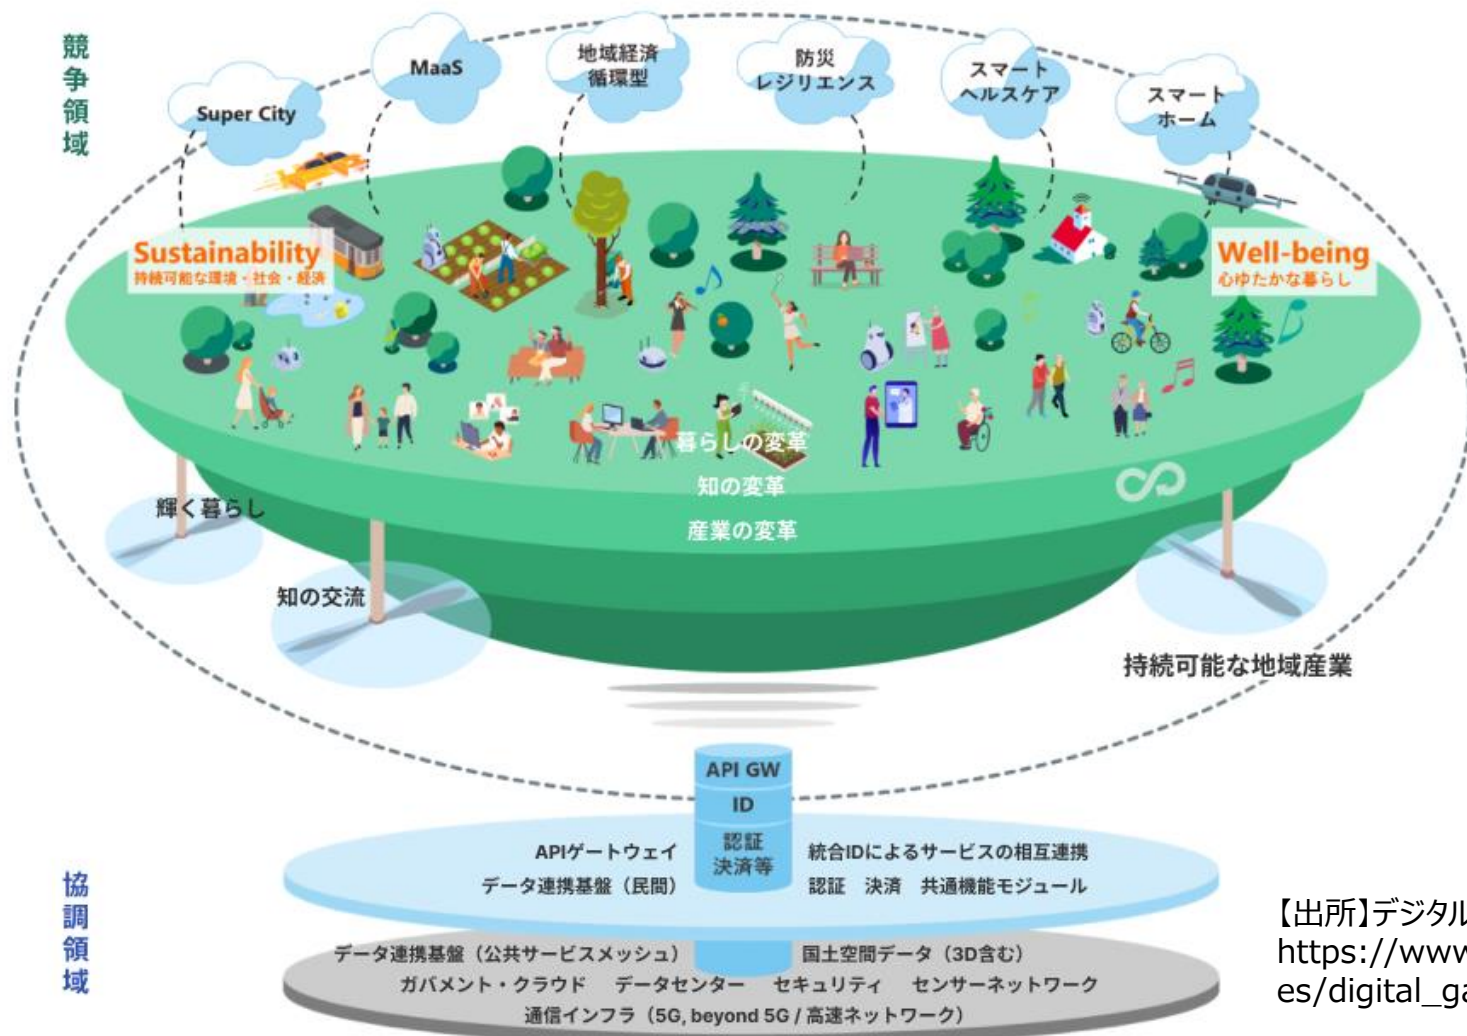 競争領域
Super City
MaaS
地域経済
循環型
防災
レジリエンス
スマート
ヘルスケア
スマート
ホーム
Sustainability
持続可能な環境・社会・経済
Well-being
心ゆたかな暮らし
暮らしの変革
知の変革
産業の変革
輝く暮らし
知の交流
持続可能な地域産業
API GW
ID
認証
決済等
APIゲートウェイ
統合IDによるサービスの相互連携
データ連携基盤（民間）
認証　決済　共通機能モジュール
協調領域
データ連携基盤（公共サービスメッシュ）
国土空間データ（3D含む）
ガバメント・クラウド　データセンター　セキュリティ　センサーネットワーク
通信インフラ（5G, beyond 5G / 高速ネットワーク）
【出所】デジタル
https://www
es/digital_ga